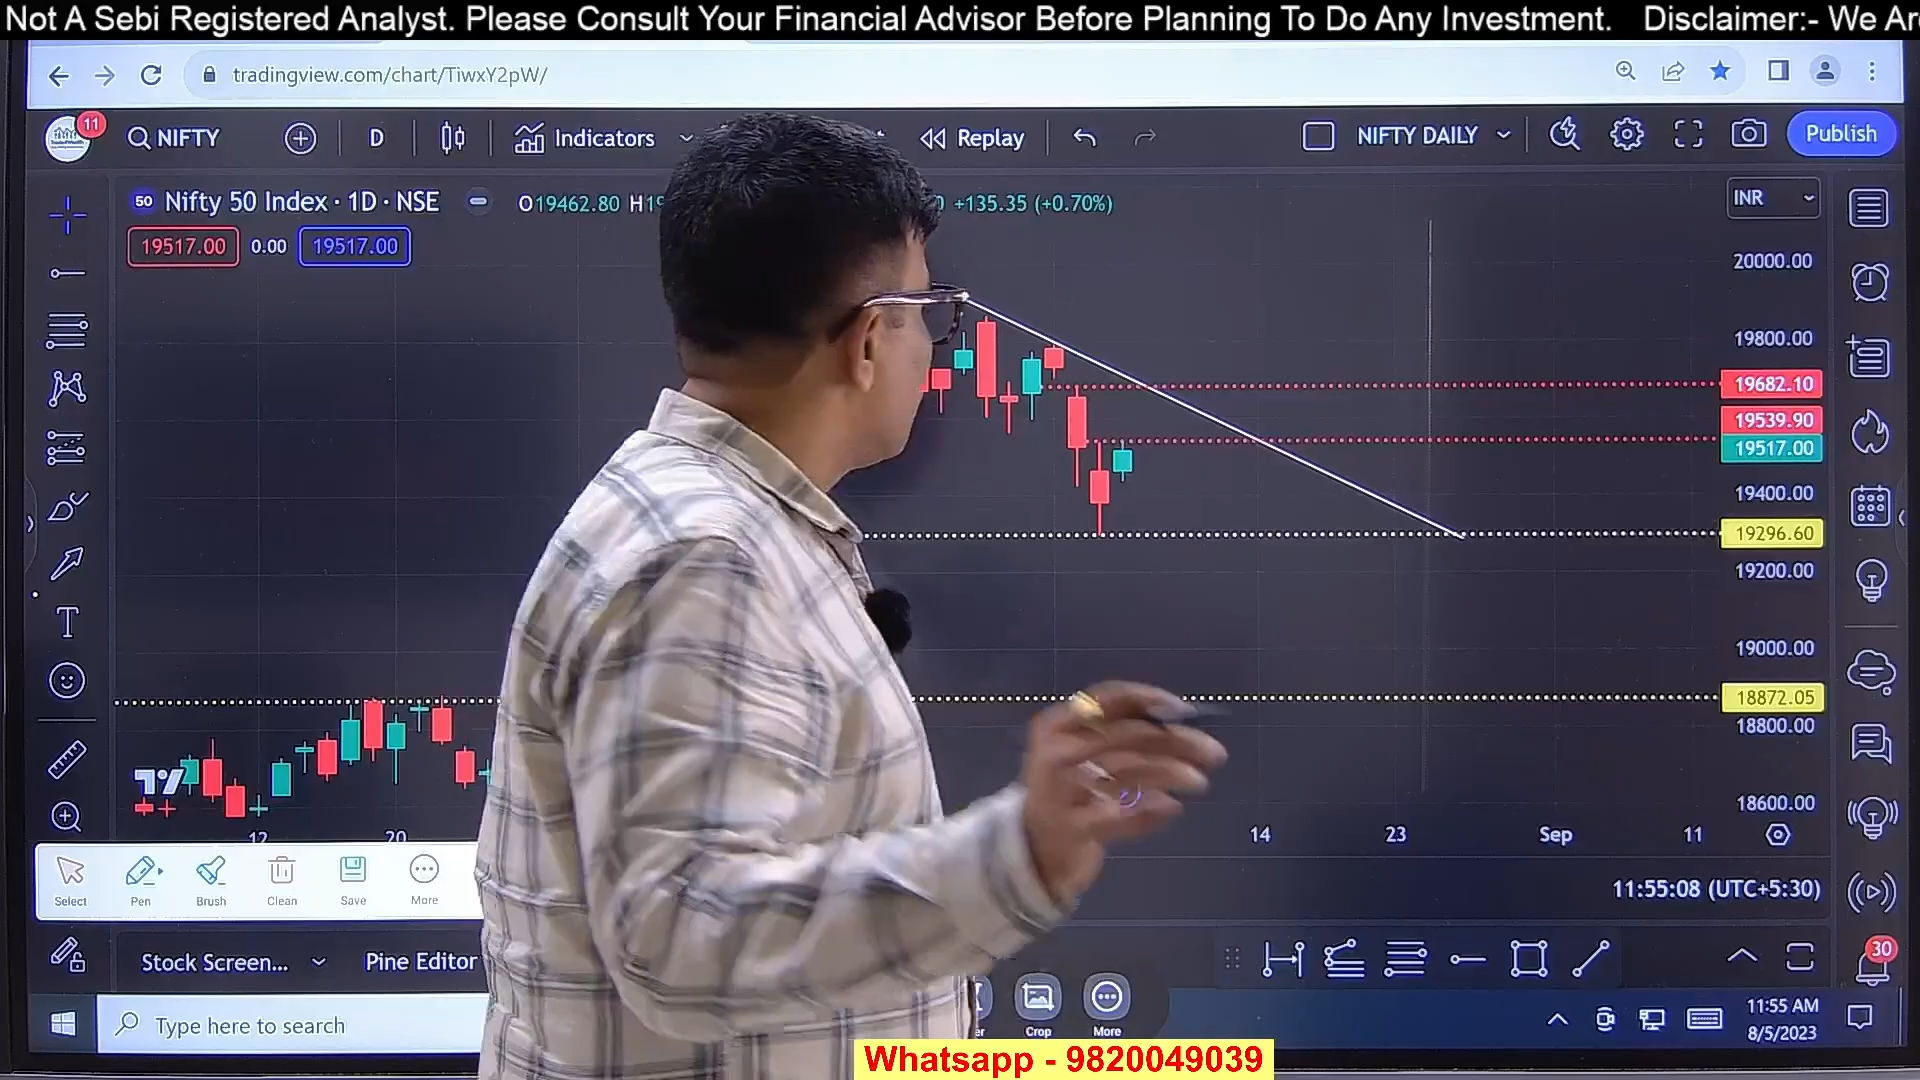 Not A Sebi Registered Analyst. Please Consult Your Financial Advisor Before Planning To Do Any Investment. Disclaimer:- We Ar
tradingview.com/chart/TiwxY2pW/
11
NIFTY
D
Indicators
Replay
NIFTY DAILY
Publish
50 Nifty 50 Index · 1D · NSE
O19462.80 H19
+135.35 (+0.70%)
INR
19517.00 0.00 19517.00
20000.00
19800.00
19682.10
19539.90
19517.00
19400.00
19296.60
19200.00
19000.00
18872.05
18800.00
18600.00
12 20 14 23 Sep 11
Select Pen Brush Clean Save More
11:55:08 (UTC+5:30)
Stock Screen... Pine Editor
30
Type here to search
Crop More
11:55 AM
8/5/2023
Whatsapp - 9820049039